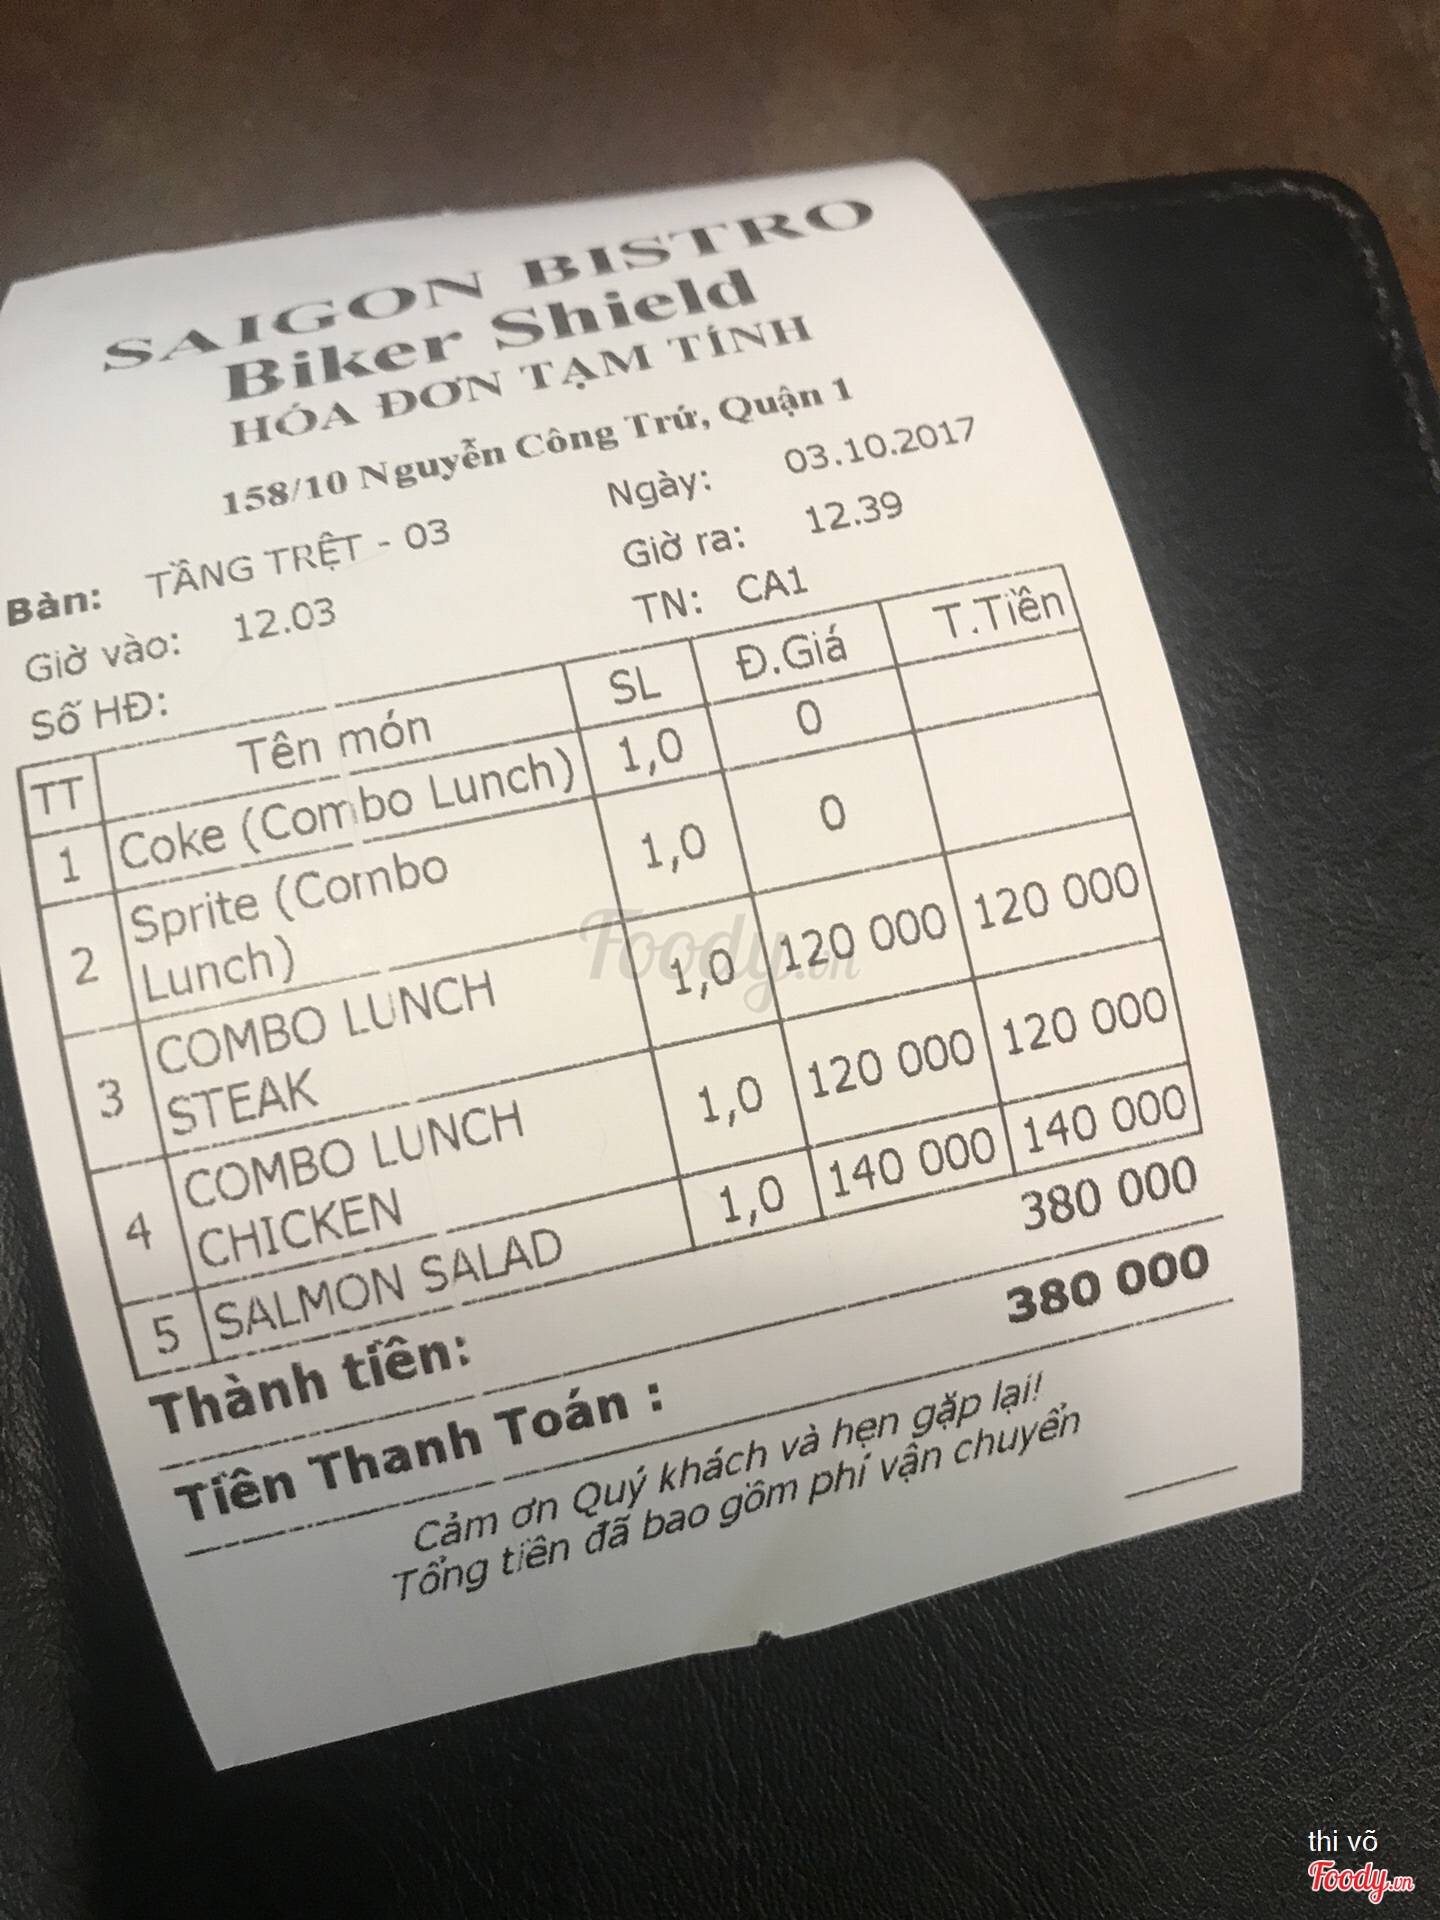 SAIGON BISTRO
Biker Shield
HÓA ĐƠN TẠM TÍNH
158/10 Nguyễn Công Trứ, Quận 1
Bàn: TẦNG TRỆT - 03 Ngày: 03.10.2017
Giờ vào: 12.03 Giờ ra: 12.39
Số HĐ: TN: CA1
TT Tên món SL Đ.Giá T.Tiền
1 Coke (Combo Lunch) 1,0 0
2 Sprite (Combo Lunch) 1,0 0
3 COMBO LUNCH STEAK 1,0 120 000 120 000
4 COMBO LUNCH CHICKEN 1,0 120 000 120 000
5 SALMON SALAD 1,0 140 000 140 000
Thành tiền: 380 000
Tiền Thanh Toán : 380 000
Cảm ơn Quý khách và hẹn gặp lại!
Tổng tiền đã bao gồm phí vận chuyển
Foody.vn
thi võ
Foody.vn